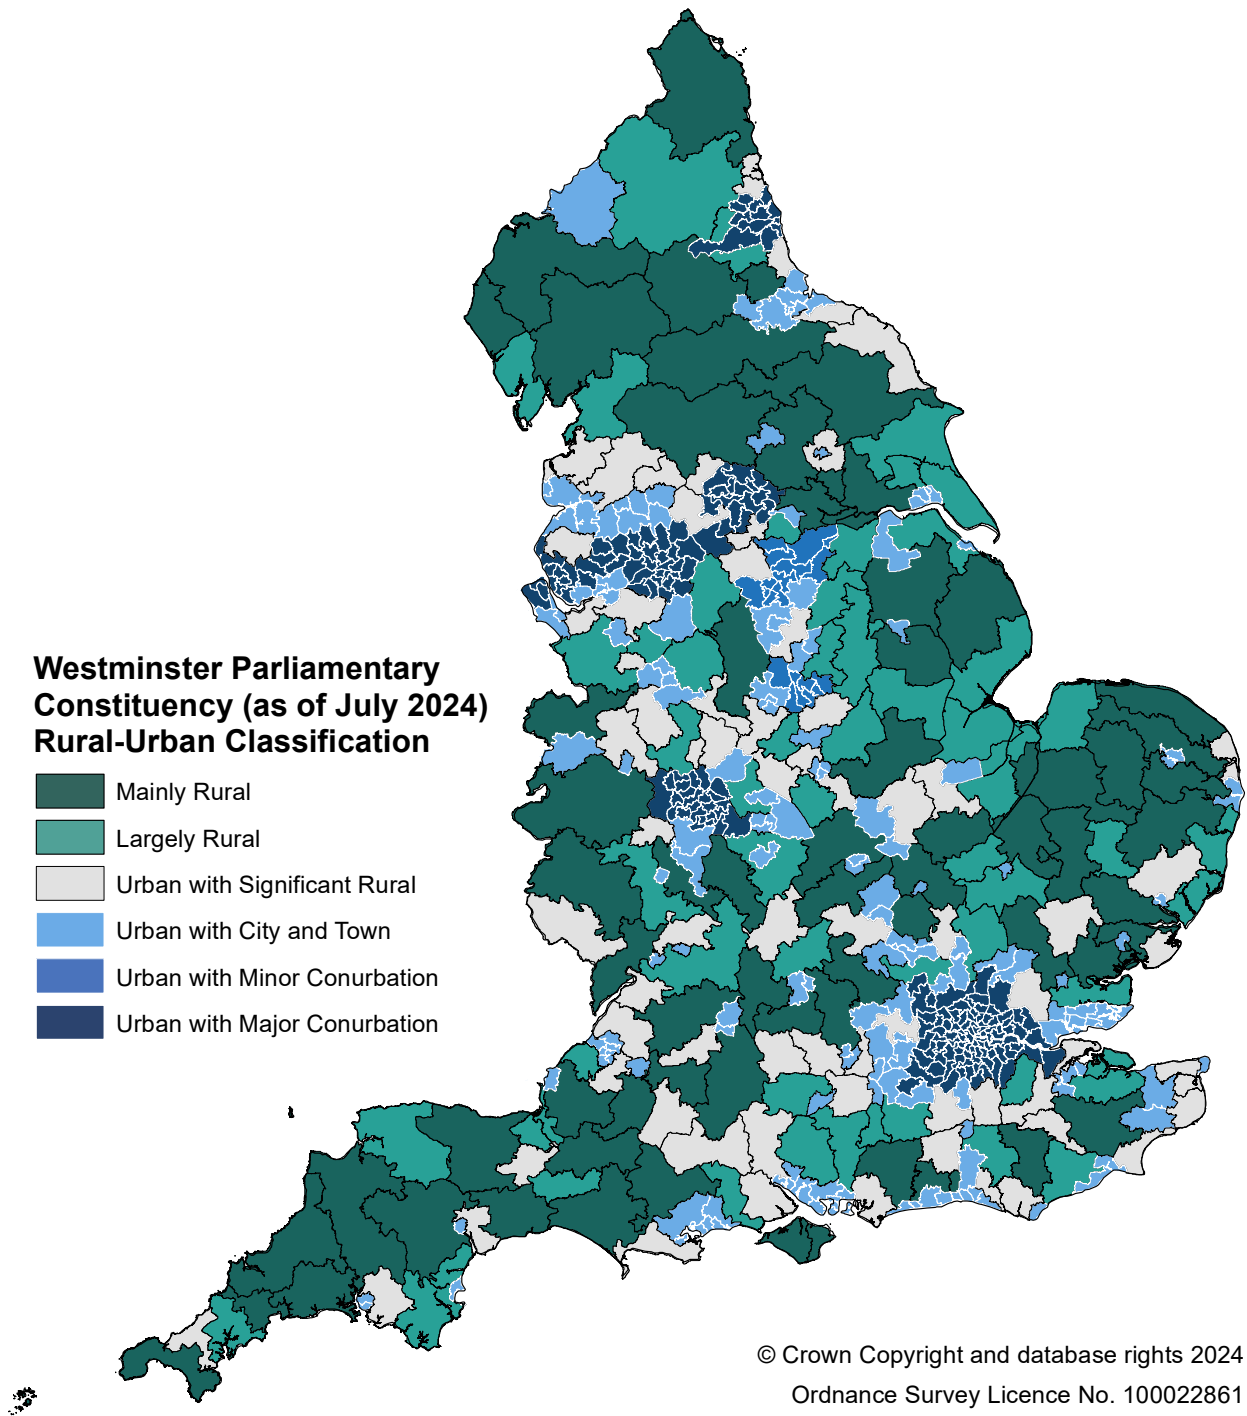 Westminster Parliamentary
Constituency (as of July 2024)
Rural-Urban Classification
Mainly Rural
Largely Rural
Urban with Significant Rural
Urban with City and Town
Urban with Minor Conurbation
Urban with Major Conurbation
© Crown Copyright and database rights 2024
Ordnance Survey Licence No. 100022861